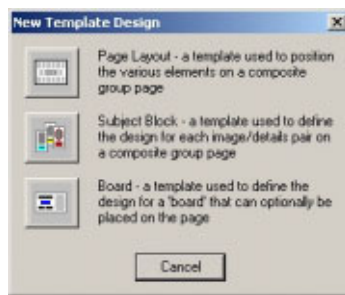 New Template Design
Page Layout - a template used to position
the various elements on a composite
group page
Subject Block - a template used to define
the design for each image/details pair on
a composite group page
Board - a template used to define the
design for a 'board' that can optionally be
placed on the page
Cancel